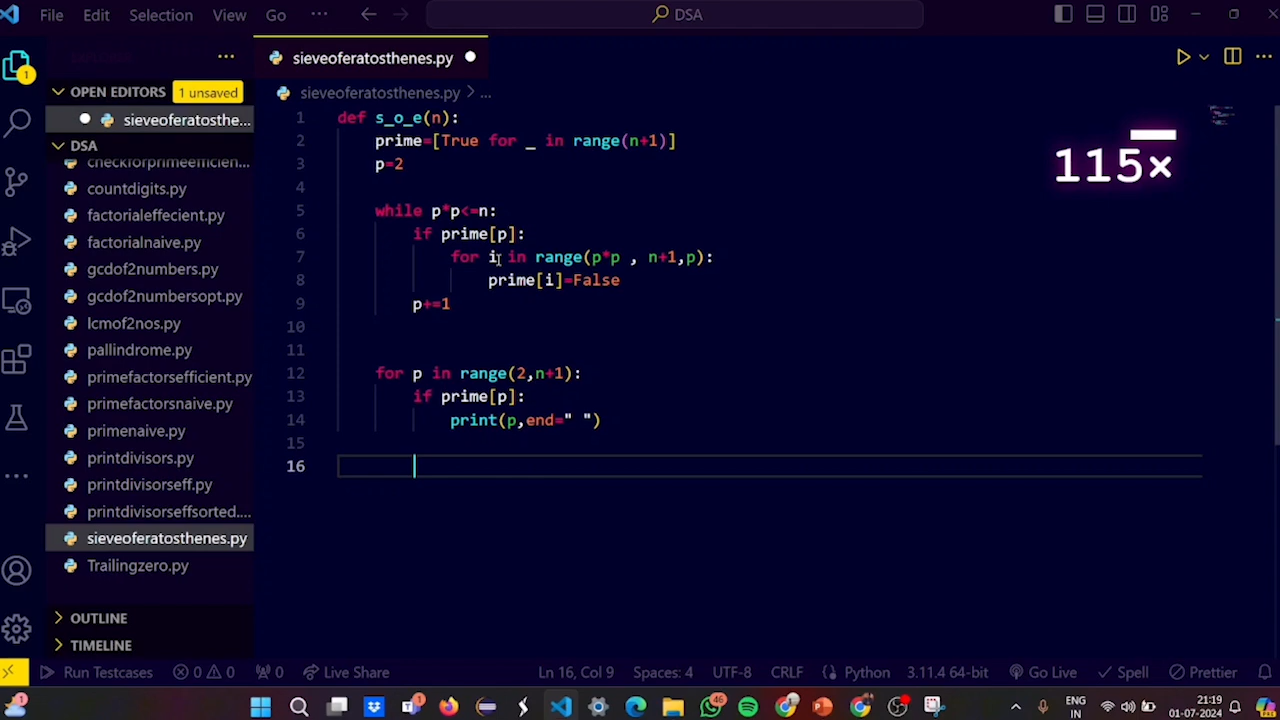 File Edit Selection View Go ··· DSA
sieveoferatosthenes.py
OPEN EDITORS 1 unsaved
sieveoferatosthe...
DSA
checkforprimeefficien...
countdigits.py
factorialeffecient.py
factorialnaive.py
gcdof2numbers.py
gcdof2numbersopt.py
lcmof2nos.py
pallindrome.py
primefactorsefficient.py
primefactorsnaive.py
primenaive.py
printdivisors.py
printdivisorseff.py
printdivisorseffsorted....
sieveoferatosthenes.py
Trailingzero.py
OUTLINE
TIMELINE
1
sieveoferatosthenes.py > ...
1 def s_o_e(n):
2 prime=[True for _ in range(n+1)]
3 p=2
4
5 while p*p<=n:
6 if prime[p]:
7 for i in range(p*p , n+1,p):
8 prime[i]=False
9 p+=1
10
11
12 for p in range(2,n+1):
13 if prime[p]:
14 print(p,end=" ")
15
16
115×
Run Testcases 0 0 0 Live Share Ln 16, Col 9 Spaces: 4 UTF-8 CRLF Python 3.11.4 64-bit Go Live Spell Prettier
1 1 46 ENG IN 21:19 01-07-2024